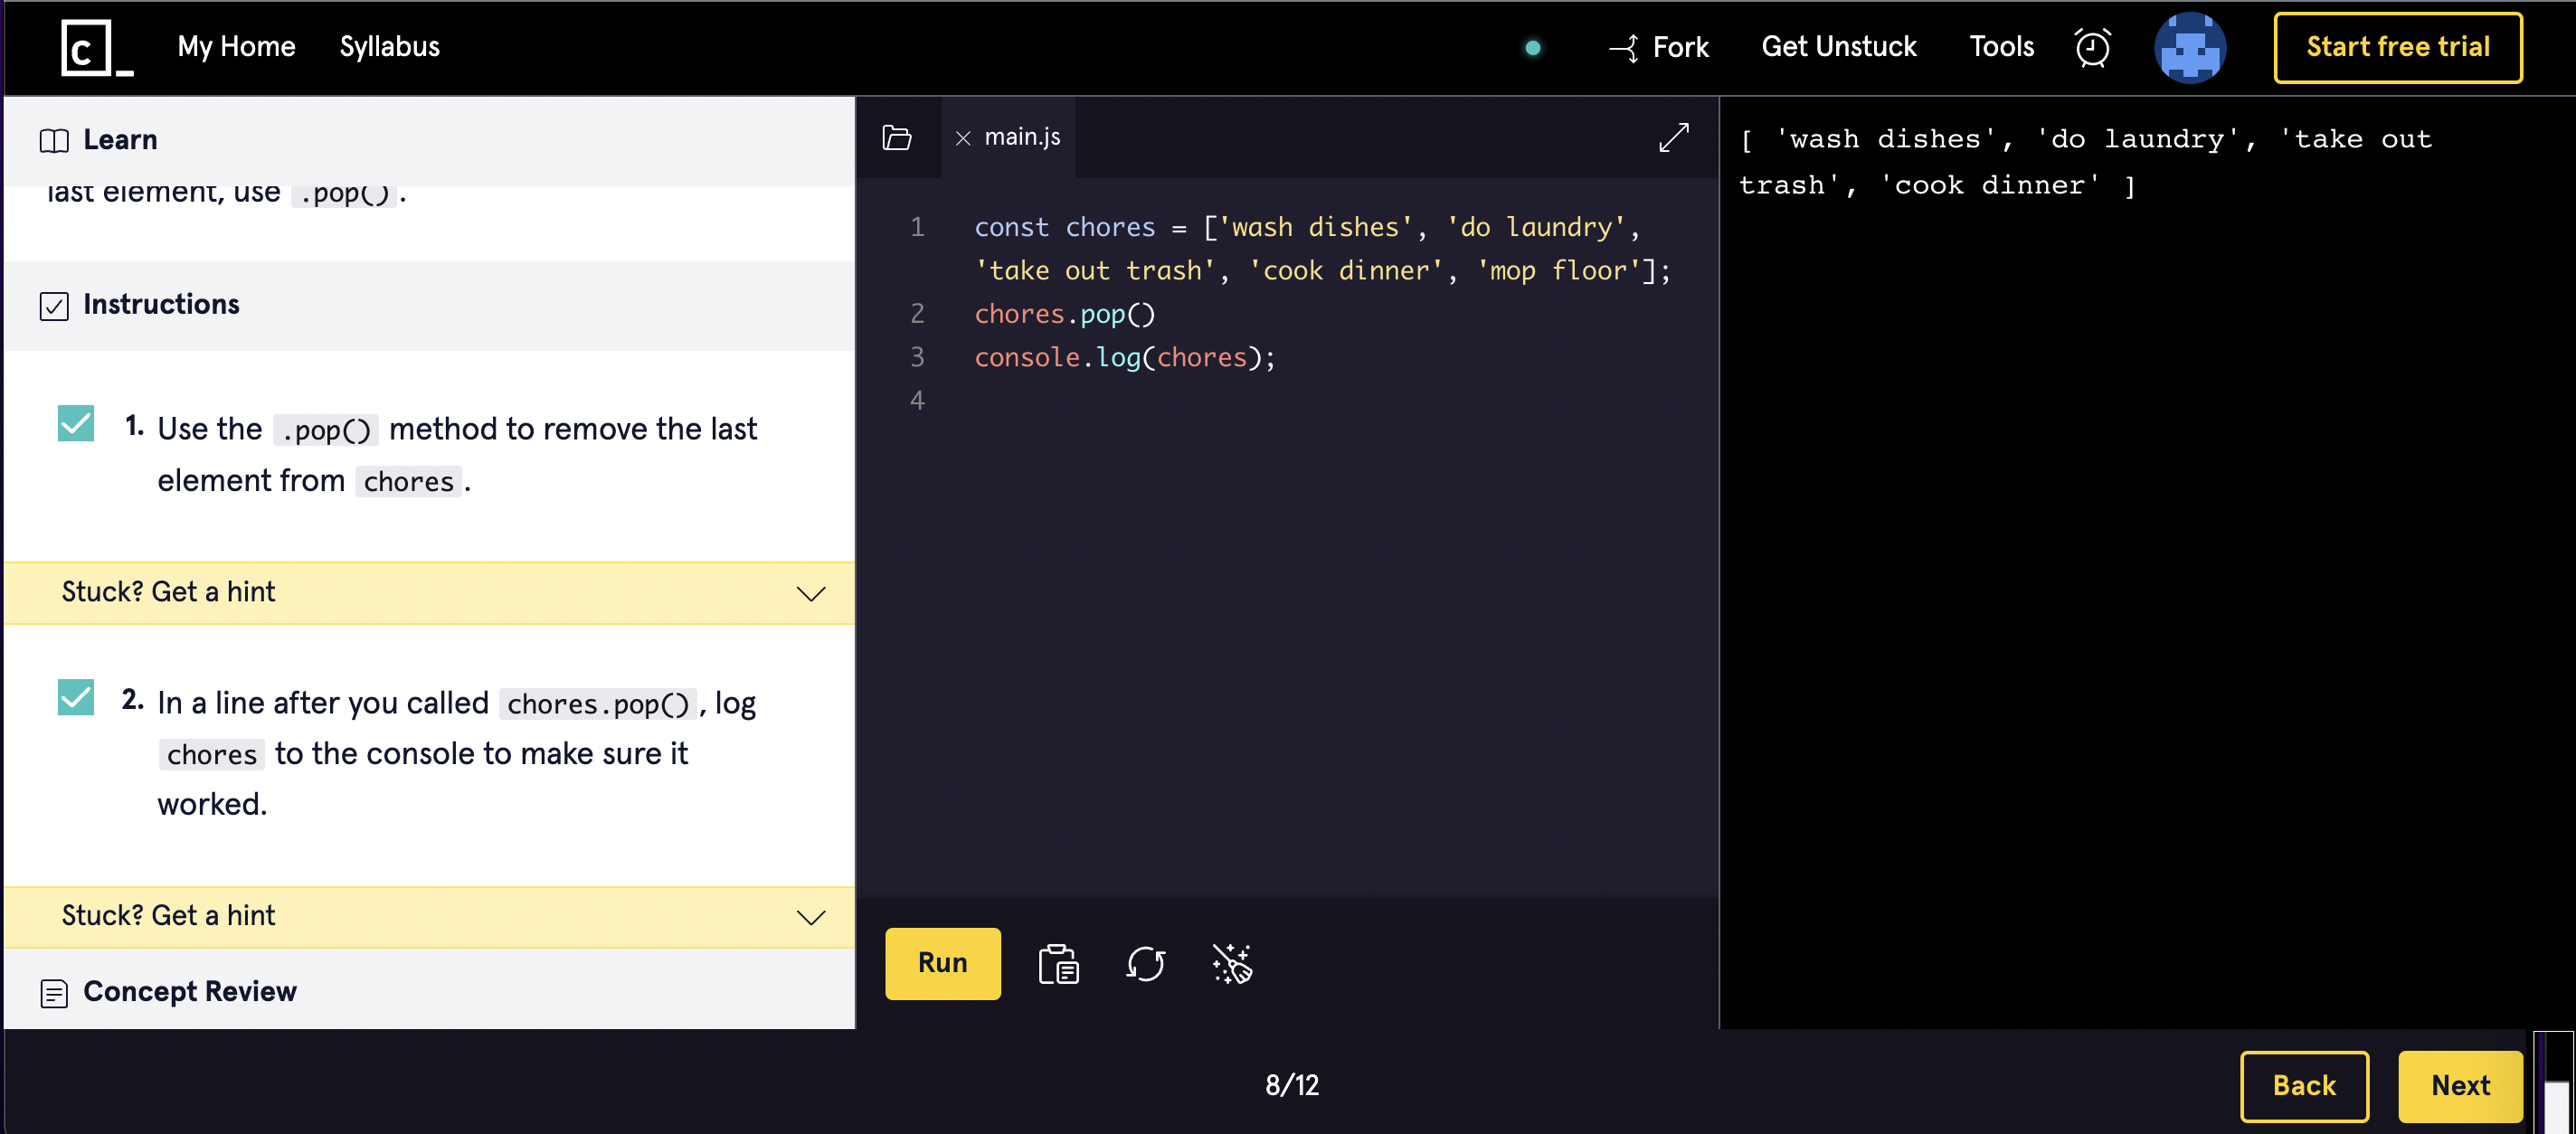 My Home Syllabus Fork Get Unstuck Tools Start free trial
Learn
last element, use .pop().
Instructions
1. Use the .pop() method to remove the last
element from chores.
Stuck? Get a hint
2. In a line after you called chores.pop(), log
chores to the console to make sure it
worked.
Stuck? Get a hint
Concept Review
main.js
1 const chores = ['wash dishes', 'do laundry',
'take out trash', 'cook dinner', 'mop floor'];
2 chores.pop()
3 console.log(chores);
4
Run
[ 'wash dishes', 'do laundry', 'take out
trash', 'cook dinner' ]
8/12
Back Next